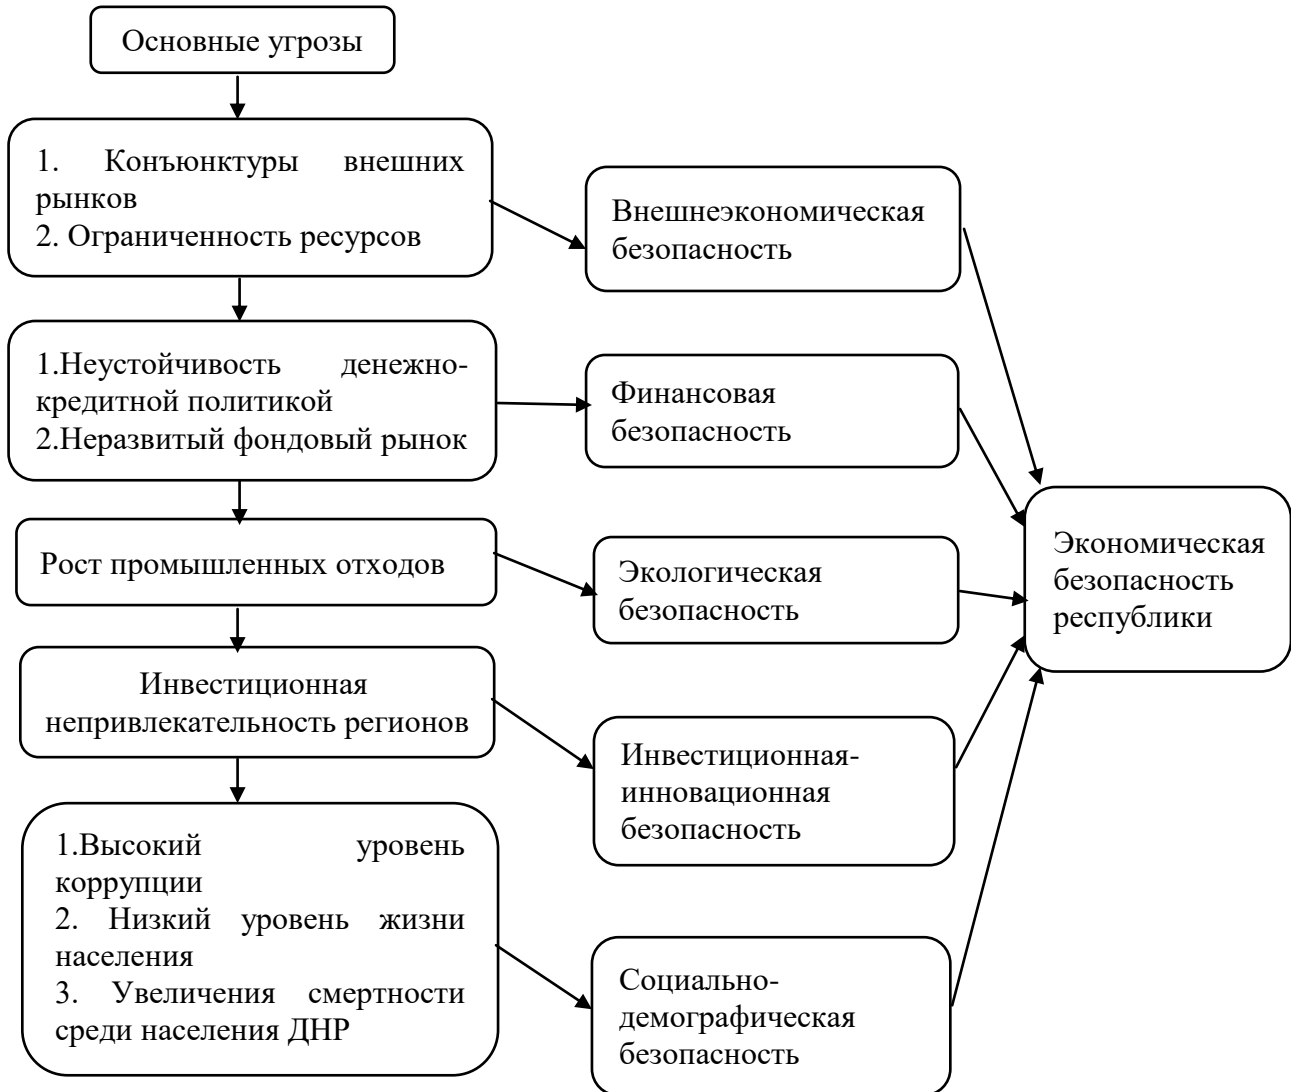 Основные угрозы
1. Конъюнктуры внешних
рынков
2. Ограниченность ресурсов
Внешнеэкономическая
безопасность
1.Неустойчивость денежно-
кредитной политикой
2.Неразвитый фондовый рынок
Финансовая
безопасность
Рост промышленных отходов
Экологическая
безопасность
Экономическая
безопасность
республики
Инвестиционная
непривлекательность регионов
Инвестиционная-
инновационная
безопасность
1.Высокий уровень
коррупции
2. Низкий уровень жизни
населения
3. Увеличения смертности
среди населения ДНР
Социально-
демографическая
безопасность